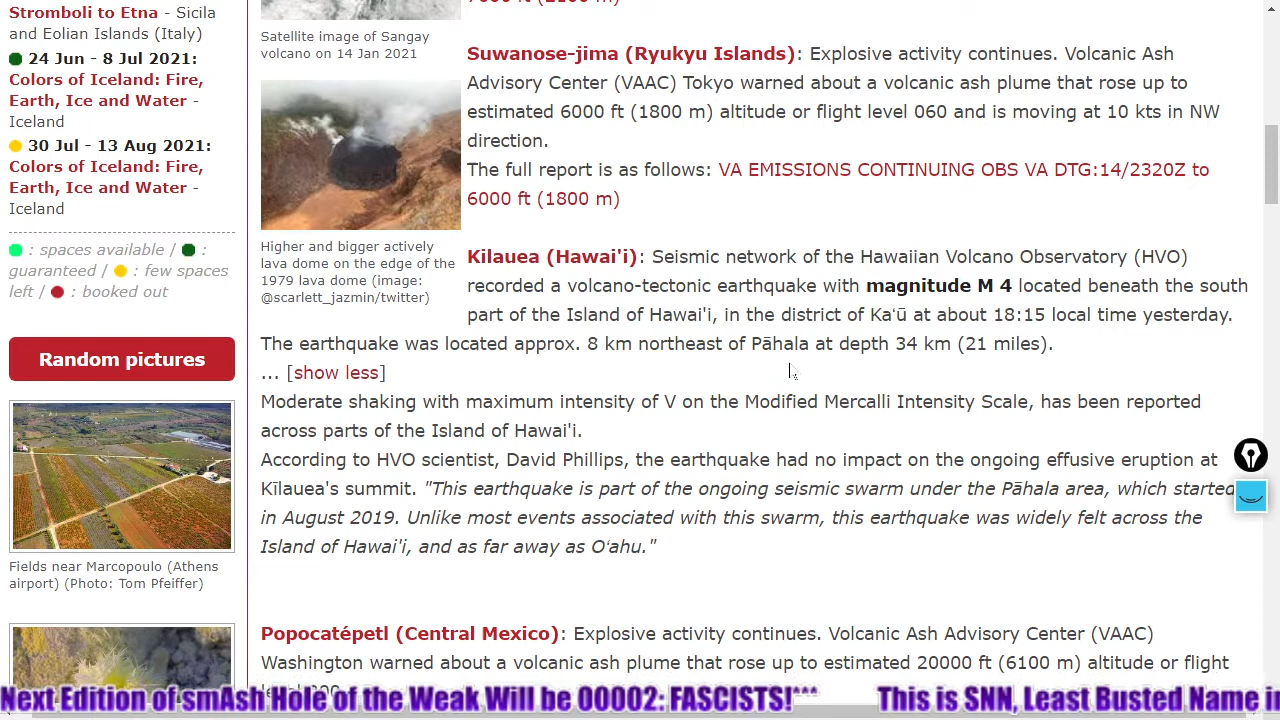 Stromboli to Etna - Sicila
and Eolian Islands (Italy)
24 Jun - 8 Jul 2021:
Colors of Iceland: Fire,
Earth, Ice and Water -
Iceland
30 Jul - 13 Aug 2021:
Colors of Iceland: Fire,
Earth, Ice and Water -
Iceland
: spaces available / :
guaranteed / : few spaces
left / : booked out
Random pictures
Fields near Marcopoulo (Athens
airport) (Photo: Tom Pfeiffer)
Satellite image of Sangay
volcano on 14 Jan 2021
Higher and bigger actively
lava dome on the edge of the
1979 lava dome (image:
@scarlett_jazmin/twitter)
Suwanose-jima (Ryukyu Islands): Explosive activity continues. Volcanic Ash
Advisory Center (VAAC) Tokyo warned about a volcanic ash plume that rose up to
estimated 6000 ft (1800 m) altitude or flight level 060 and is moving at 10 kts in NW
direction.
The full report is as follows: VA EMISSIONS CONTINUING OBS VA DTG:14/2320Z to
6000 ft (1800 m)
Kilauea (Hawai'i): Seismic network of the Hawaiian Volcano Observatory (HVO)
recorded a volcano-tectonic earthquake with magnitude M 4 located beneath the south
part of the Island of Hawai'i, in the district of Kaʻū at about 18:15 local time yesterday.
The earthquake was located approx. 8 km northeast of Pāhala at depth 34 km (21 miles).
... [show less]
Moderate shaking with maximum intensity of V on the Modified Mercalli Intensity Scale, has been reported
across parts of the Island of Hawai'i.
According to HVO scientist, David Phillips, the earthquake had no impact on the ongoing effusive eruption at
Kīlauea's summit. "This earthquake is part of the ongoing seismic swarm under the Pāhala area, which started
in August 2019. Unlike most events associated with this swarm, this earthquake was widely felt across the
Island of Hawai'i, and as far away as Oʻahu."
Popocatépetl (Central Mexico): Explosive activity continues. Volcanic Ash Advisory Center (VAAC)
Washington warned about a volcanic ash plume that rose up to estimated 20000 ft (6100 m) altitude or flight
Next Edition of smAsh Hole of the Weak Will be 00002: FASCISTS!*** This is SNN, Least Busted Name i